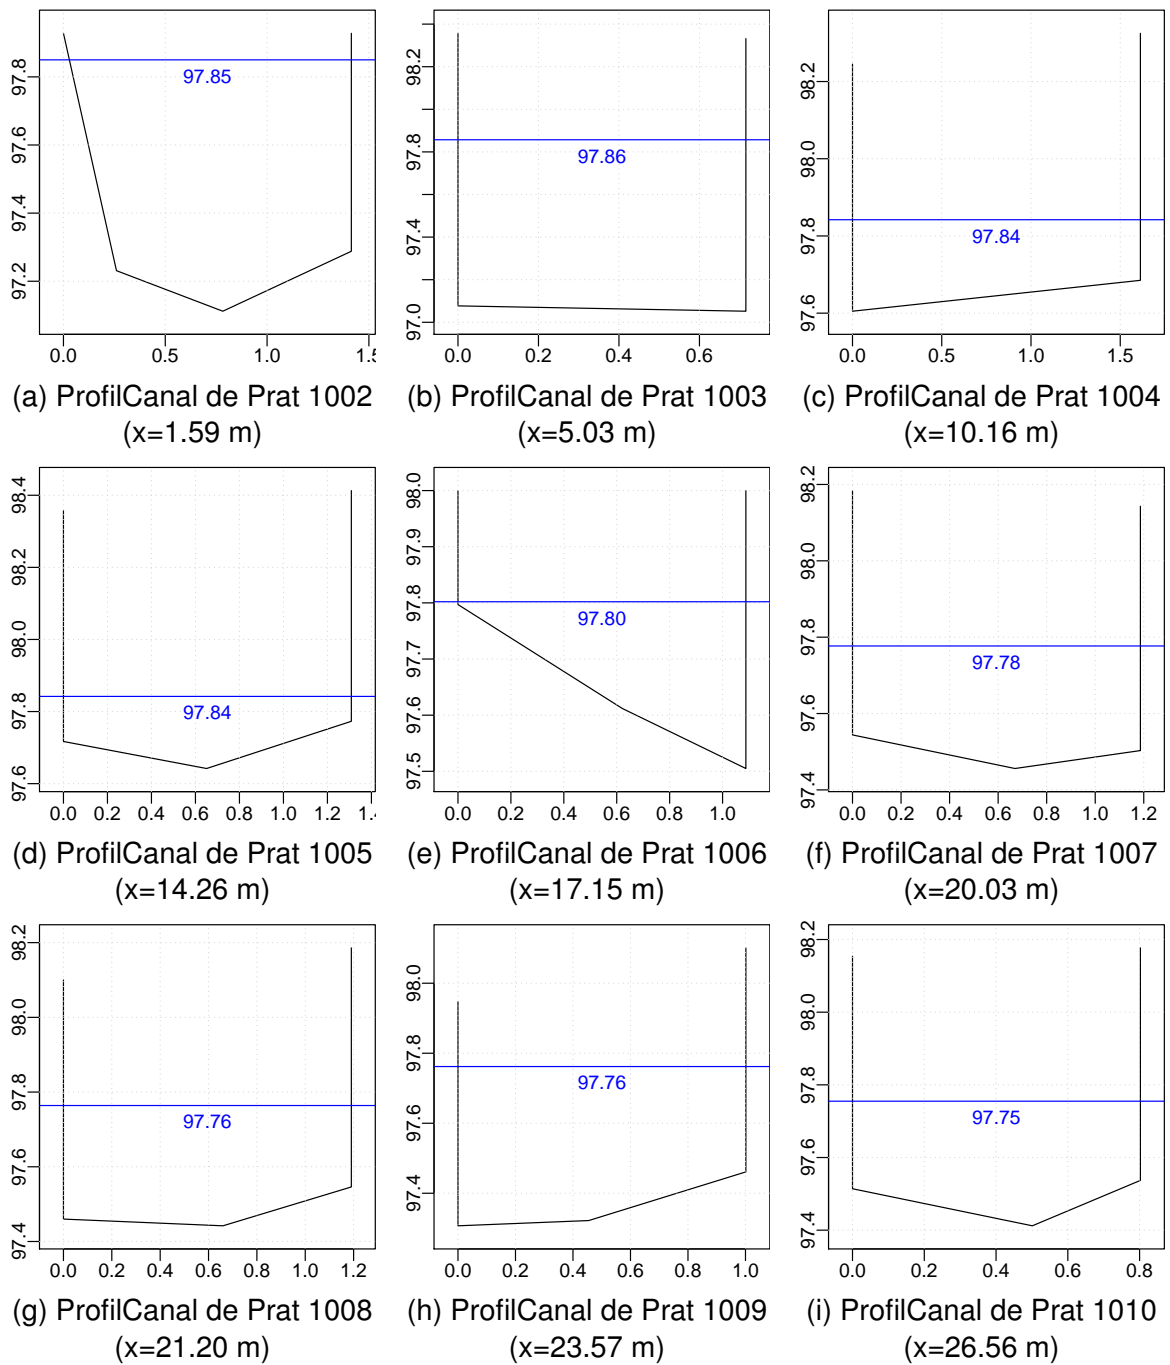 97.2 97.4 97.6 97.8
97.85
0.0 0.5 1.0 1.5
97.0 97.4 97.8 98.2
97.86
0.0 0.2 0.4 0.6
97.6 97.8 98.0 98.2
97.84
0.0 0.5 1.0 1.5
(a) ProfilCanal de Prat 1002
(x=1.59 m)
(b) ProfilCanal de Prat 1003
(x=5.03 m)
(c) ProfilCanal de Prat 1004
(x=10.16 m)
97.6 97.8 98.0 98.2 98.4
97.84
0.0 0.2 0.4 0.6 0.8 1.0 1.2 1.4
97.5 97.6 97.7 97.8 97.9 98.0
97.80
0.0 0.2 0.4 0.6 0.8 1.0
97.4 97.6 97.8 98.0 98.2
97.78
0.0 0.2 0.4 0.6 0.8 1.0 1.2
(d) ProfilCanal de Prat 1005
(x=14.26 m)
(e) ProfilCanal de Prat 1006
(x=17.15 m)
(f) ProfilCanal de Prat 1007
(x=20.03 m)
97.4 97.6 97.8 98.0 98.2
97.76
0.0 0.2 0.4 0.6 0.8 1.0 1.2
97.4 97.6 97.8 98.0
97.76
0.0 0.2 0.4 0.6 0.8 1.0
97.4 97.6 97.8 98.0 98.2
97.75
0.0 0.2 0.4 0.6 0.8
(g) ProfilCanal de Prat 1008
(x=21.20 m)
(h) ProfilCanal de Prat 1009
(x=23.57 m)
(i) ProfilCanal de Prat 1010
(x=26.56 m)